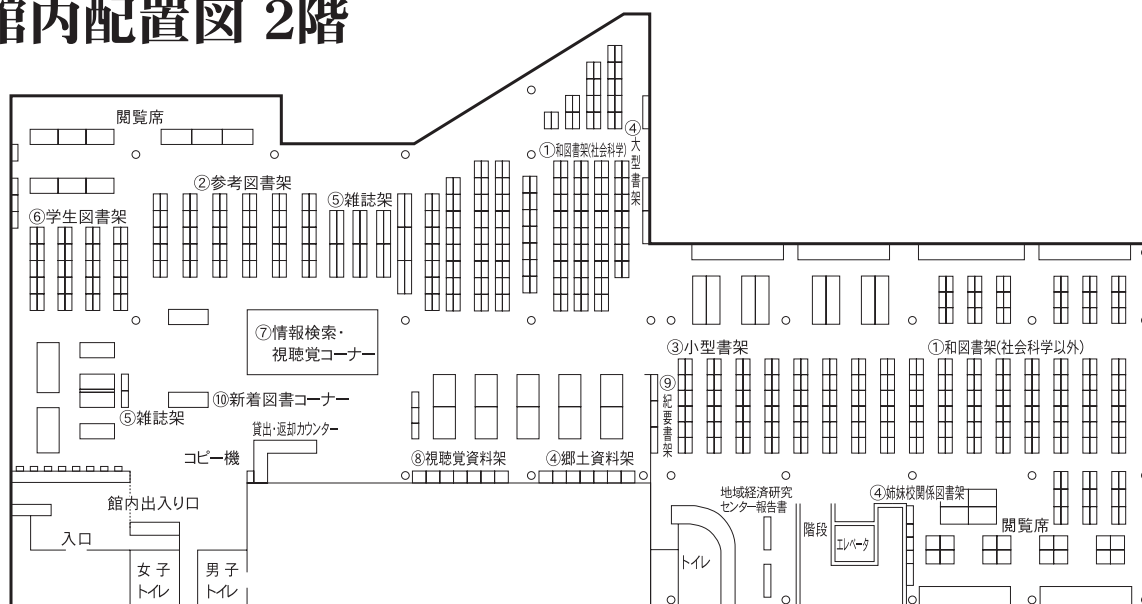 館内配置図 2階
閲覧席
②参考図書架
⑤雑誌架
①和図書架(社会科学)
④大型書架
⑥学生図書架
⑦情報検索・
視聴覚コーナー
③小型書架
①和図書架(社会科学以外)
⑨紀要書架
⑩新着図書コーナー
⑤雑誌架
貸出・返却カウンター
コピー機
⑧視聴覚資料架
④郷土資料架
館内出入り口
入口
女子
トイレ
男子
トイレ
地域経済研究
センター報告書
④姉妹校関係図書架
階段
エレベータ
閲覧席
トイレ